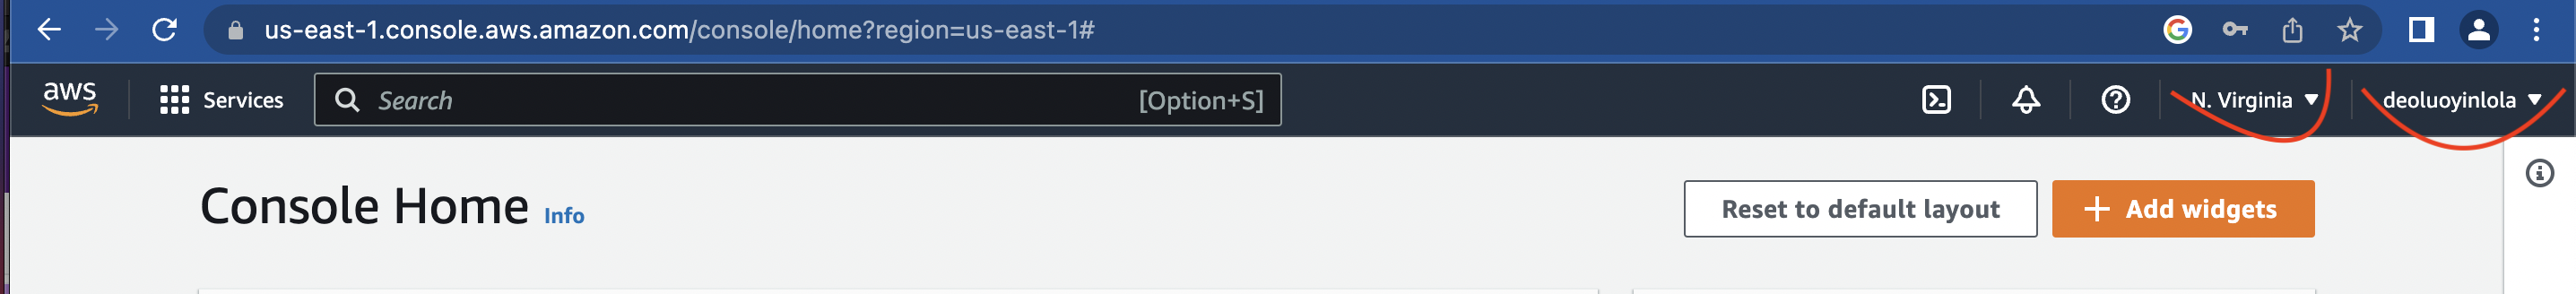 us-east-1.console.aws.amazon.com/console/home?region=us-east-1#
aws Services Search [Option+S] N. Virginia deoluoyinlola
Console Home Info Reset to default layout + Add widgets